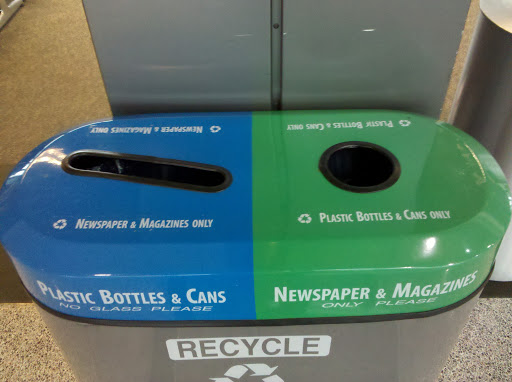 NEWSPAPER & MAGAZINES ONLY
PLASTIC BOTTLES & CANS ONLY
NEWSPAPER & MAGAZINES ONLY
PLASTIC BOTTLES & CANS ONLY
PLASTIC BOTTLES & CANS
NO GLASS PLEASE
NEWSPAPER & MAGAZINES
ONLY PLEASE
RECYCLE